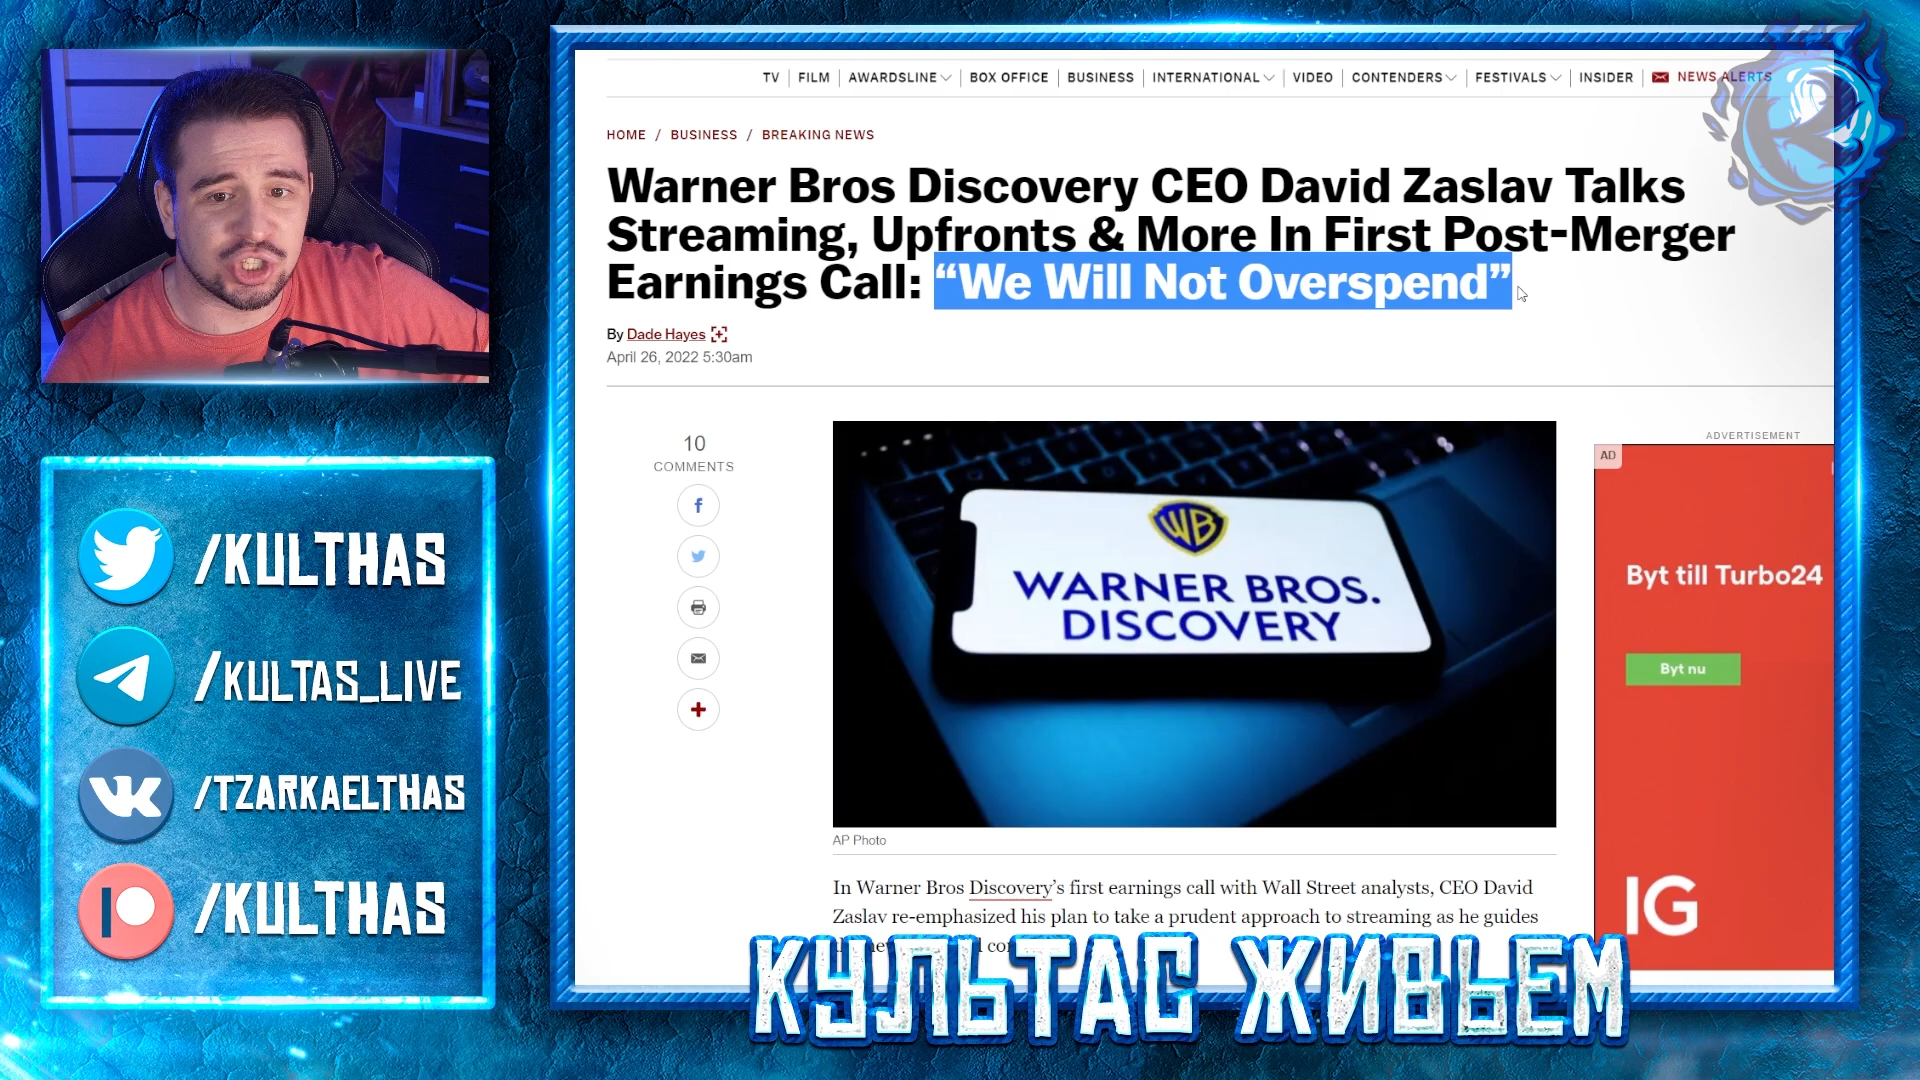 TV FILM AWARDSLINE BOX OFFICE BUSINESS INTERNATIONAL VIDEO CONTENDERS FESTIVALS INSIDER NEWS ALERTS
HOME / BUSINESS / BREAKING NEWS
Warner Bros Discovery CEO David Zaslav Talks
Streaming, Upfronts & More In First Post-Merger
Earnings Call: “We Will Not Overspend”
By Dade Hayes
April 26, 2022 5:30am
10
COMMENTS
WB
WARNER BROS.
DISCOVERY
AP Photo
In Warner Bros Discovery’s first earnings call with Wall Street analysts, CEO David
Zaslav re-emphasized his plan to take a prudent approach to streaming as he guides
ADVERTISEMENT
AD
Byt till Turbo24
Byt nu
IG
/KULTHAS
/KULTAS_LIVE
/TZARKAELTHAS
/KULTHAS
КУЛЬТАС ЖИВЬЕМ